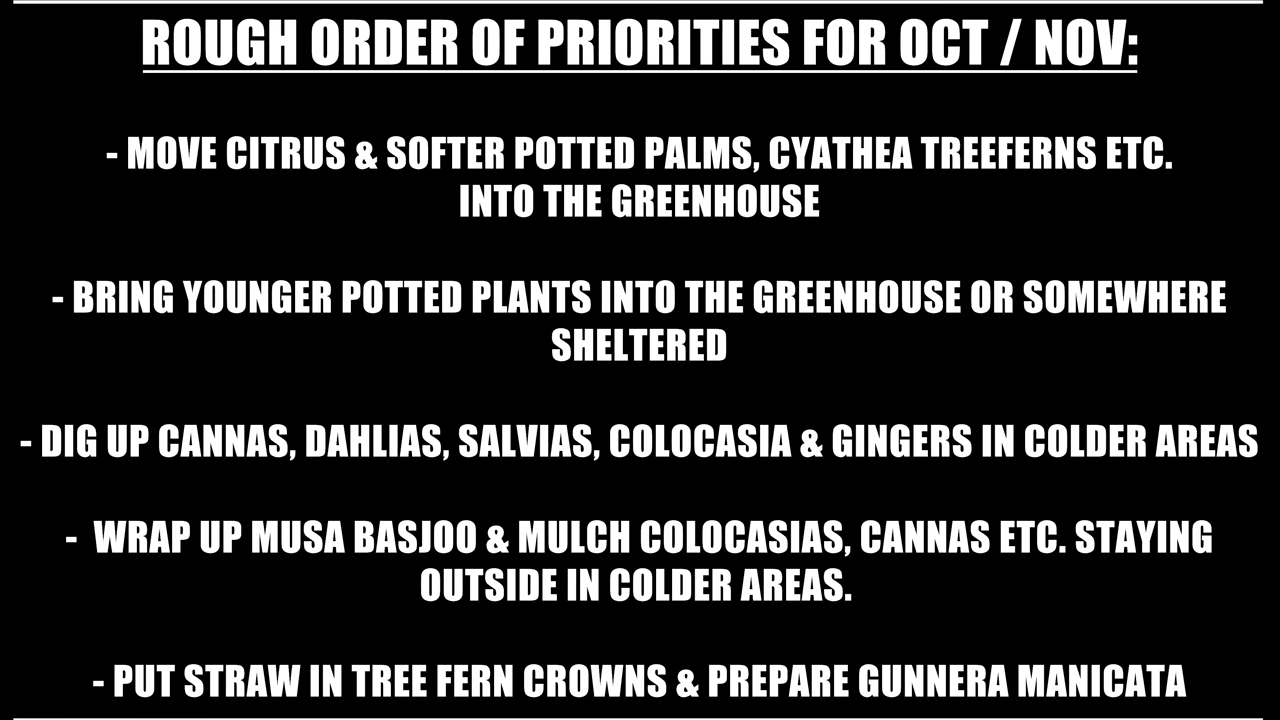 ROUGH ORDER OF PRIORITIES FOR OCT / NOV:
- MOVE CITRUS & SOFTER POTTED PALMS, CYATHEA TREEFERNS ETC.
INTO THE GREENHOUSE
- BRING YOUNGER POTTED PLANTS INTO THE GREENHOUSE OR SOMEWHERE
SHELTERED
- DIG UP CANNAS, DAHLIAS, SALVIAS, COLOCASIA & GINGERS IN COLDER AREAS
- WRAP UP MUSA BASJOO & MULCH COLOCASIAS, CANNAS ETC. STAYING
OUTSIDE IN COLDER AREAS.
- PUT STRAW IN TREE FERN CROWNS & PREPARE GUNNERA MANICATA